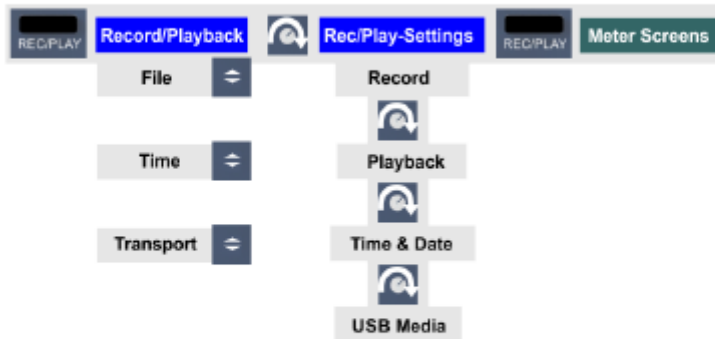 REC/PLAY Record/Playback Rec/Play-Settings REC/PLAY Meter Screens
File Record
Time Playback
Transport Time & Date
USB Media